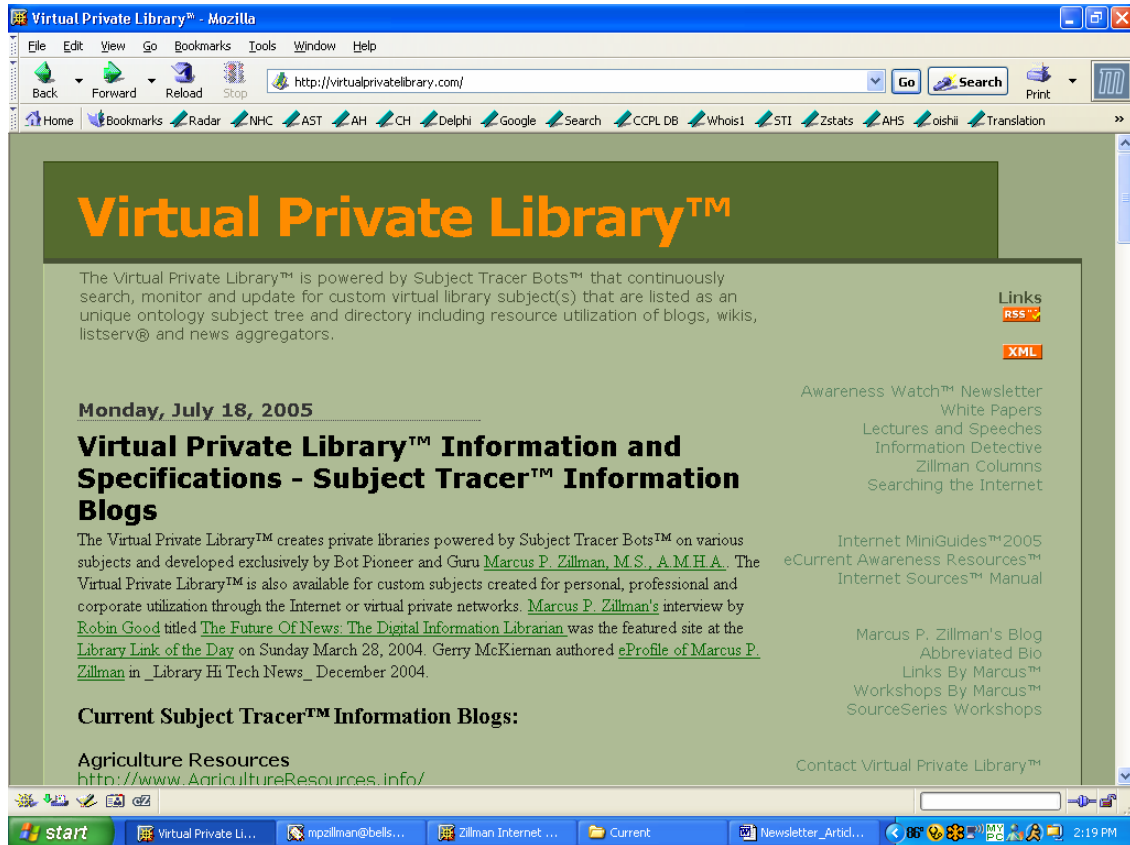 Virtual Private Library™ - Mozilla
File Edit View Go Bookmarks Tools Window Help
Back Forward Reload Stop http://virtualprivatelibrary.com/ Go Search Print
Home Bookmarks Radar NHC AST AH CH Delphi Google Search CCPL DB Whois1 STI Zstats AHS oishii Translation »
Virtual Private Library™
The Virtual Private Library™ is powered by Subject Tracer Bots™ that continuously
search, monitor and update for custom virtual library subject(s) that are listed as an
unique ontology subject tree and directory including resource utilization of blogs, wikis,
listserv® and news aggregators.
Monday, July 18, 2005
Virtual Private Library™ Information and
Specifications - Subject Tracer™ Information
Blogs
The Virtual Private Library™ creates private libraries powered by Subject Tracer Bots™ on various
subjects and developed exclusively by Bot Pioneer and Guru Marcus P. Zillman, M.S., A.M.H.A.. The
Virtual Private Library™ is also available for custom subjects created for personal, professional and
corporate utilization through the Internet or virtual private networks. Marcus P. Zillman's interview by
Robin Good titled The Future Of News: The Digital Information Librarian was the featured site at the
Library Link of the Day on Sunday March 28, 2004. Gerry McKiernan authored eProfile of Marcus P.
Zillman in _Library Hi Tech News_ December 2004.
Current Subject Tracer™ Information Blogs:
Agriculture Resources
http://www.AgricultureResources.info/
Links
RSS
XML
Awareness Watch™ Newsletter
White Papers
Lectures and Speeches
Information Detective
Zillman Columns
Searching the Internet
Internet MiniGuides™2005
eCurrent Awareness Resources™
Internet Sources™ Manual
Marcus P. Zillman's Blog
Abbreviated Bio
Links By Marcus™
Workshops By Marcus™
SourceSeries Workshops
Contact Virtual Private Library™
start Virtual Private Li... mpzillman@bells... Zillman Internet ... Current Newsletter_Articl... 86° MY PC 2:19 PM